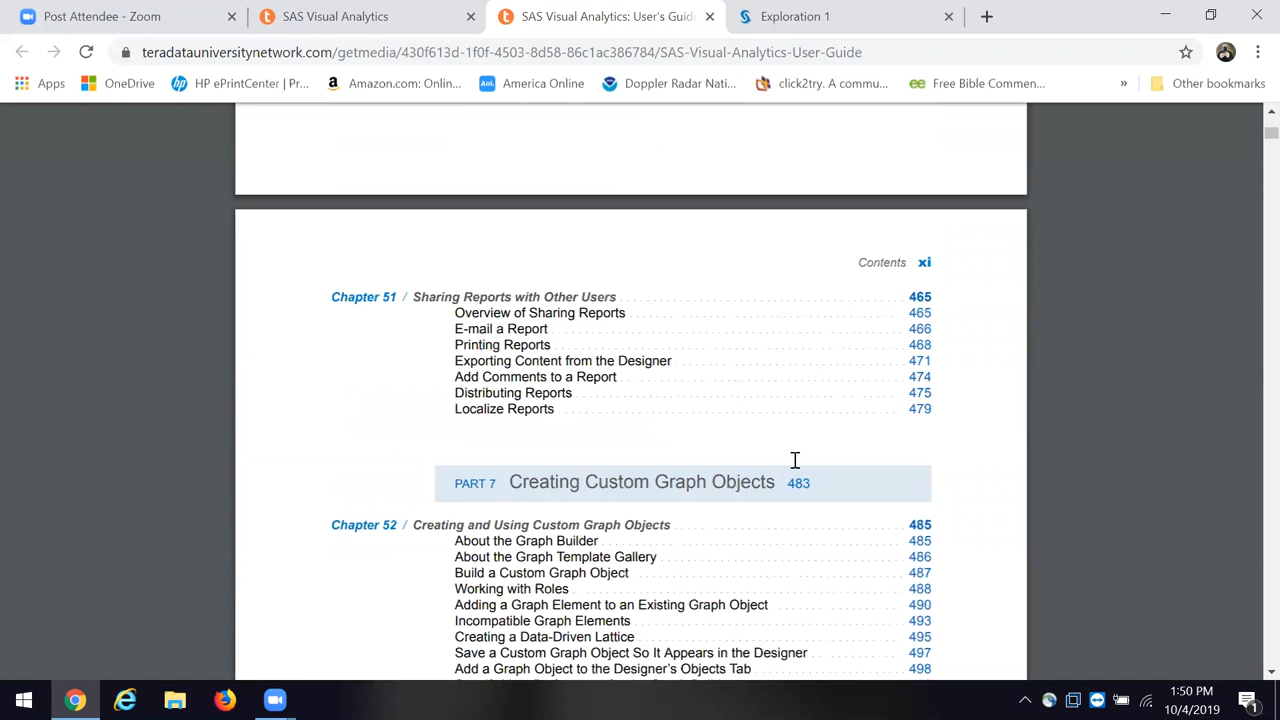 Post Attendee - Zoom
SAS Visual Analytics
SAS Visual Analytics: User's Guid
Exploration 1
teradatauniversitynetwork.com/getmedia/430f613d-1f0f-4503-8d58-86c1ac386784/SAS-Visual-Analytics-User-Guide
Apps
OneDrive
HP ePrintCenter | Pr...
Amazon.com: Onlin...
Aol.
America Online
Doppler Radar Nati...
click2try. A commu...
Free Bible Commen...
»
Other bookmarks
Contents xi
Chapter 51 / Sharing Reports with Other Users 465
Overview of Sharing Reports 465
E-mail a Report 466
Printing Reports 468
Exporting Content from the Designer 471
Add Comments to a Report 474
Distributing Reports 475
Localize Reports 479
PART 7 Creating Custom Graph Objects 483
Chapter 52 / Creating and Using Custom Graph Objects 485
About the Graph Builder 485
About the Graph Template Gallery 486
Build a Custom Graph Object 487
Working with Roles 488
Adding a Graph Element to an Existing Graph Object 490
Incompatible Graph Elements 493
Creating a Data-Driven Lattice 495
Save a Custom Graph Object So It Appears in the Designer 497
Add a Graph Object to the Designer's Objects Tab 498
1:50 PM
10/4/2019
1